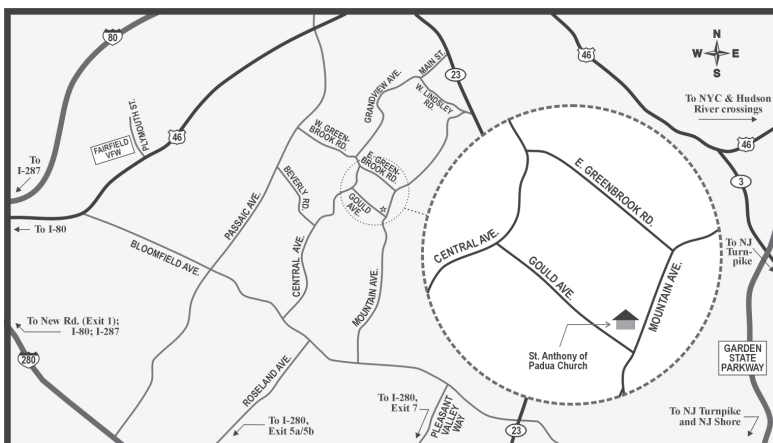 80
46
23
MAIN ST.
GRANDVIEW AVE.
W. LINDSLEY
RD.
46
N
W E
S
To NYC & Hudson
River crossings
46
3
PLYMOUTH ST.
FAIRFIELD
VFW
To
I-287
To I-80
W. GREEN-
BROOK RD.
E. GREEN-
BROOK RD.
BEVERLY RD.
GOULD
AVE.
PASSAIC AVE.
BLOOMFIELD AVE.
CENTRAL AVE.
MOUNTAIN AVE.
E. GREENBROOK RD.
CENTRAL AVE.
GOULD AVE.
MOUNTAIN AVE.
St. Anthony of
Padua Church
To NJ
Turn-
pike
GARDEN
STATE
PARKWAY
To New Rd. (Exit 1);
I-80; I-287
280
ROSELAND AVE.
To I-280,
Exit 5a/5b
To I-280,
Exit 7
PLEASANT
VALLEY
WAY
23
To NJ Turnpike
and NJ Shore